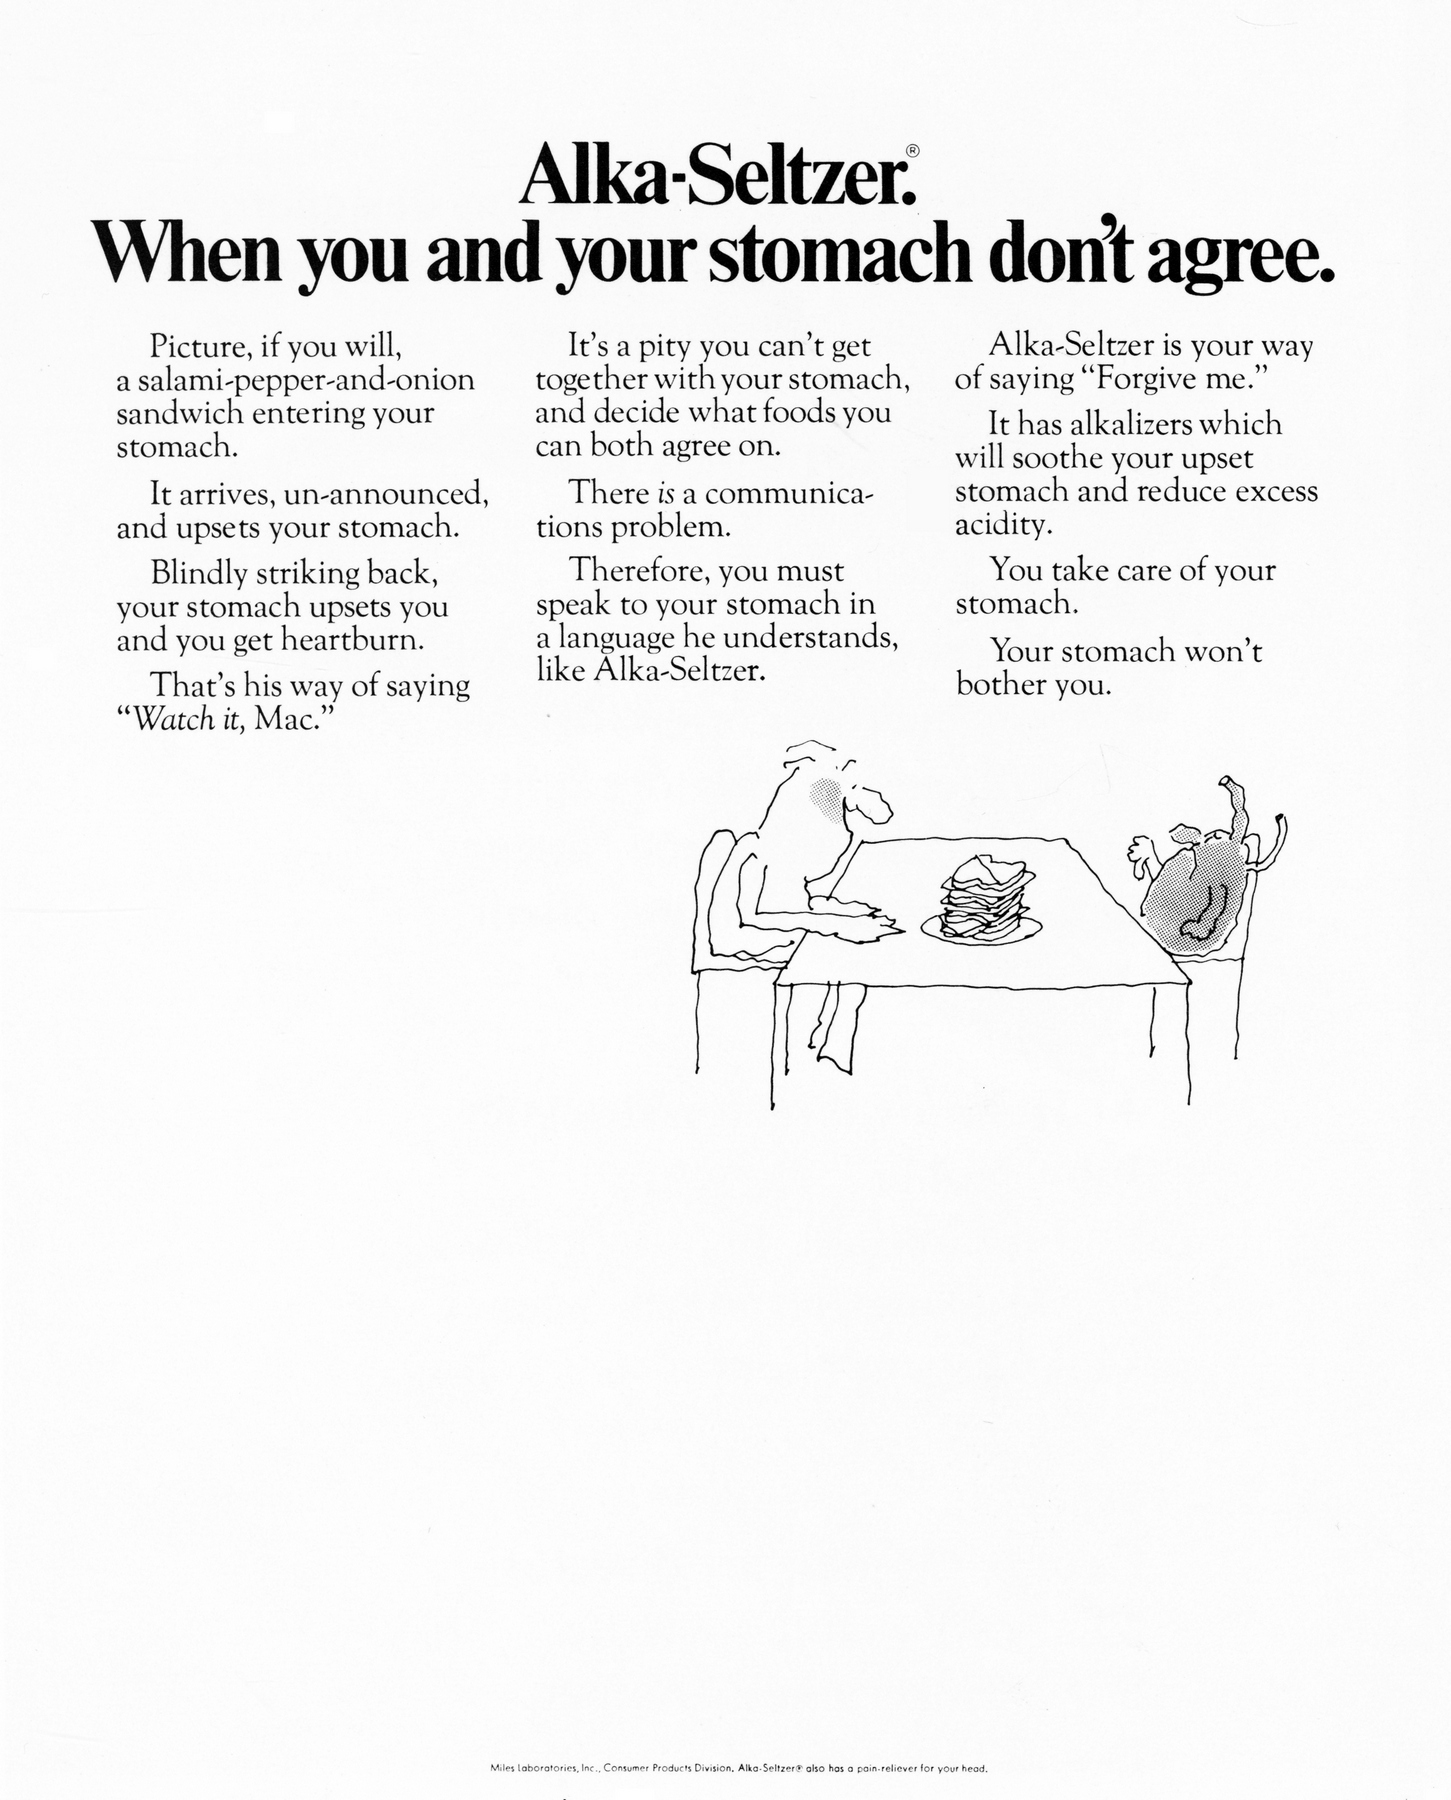 Alka-Seltzer.®
When you and your stomach don't agree.
Picture, if you will,
a salami-pepper-and-onion
sandwich entering your
stomach.
It arrives, un-announced,
and upsets your stomach.
Blindly striking back,
your stomach upsets you
and you get heartburn.
That's his way of saying
“Watch it, Mac.”
It's a pity you can't get
together with your stomach,
and decide what foods you
can both agree on.
There is a communica-
tions problem.
Therefore, you must
speak to your stomach in
a language he understands,
like Alka-Seltzer.
Alka-Seltzer is your way
of saying “Forgive me.”
It has alkalizers which
will soothe your upset
stomach and reduce excess
acidity.
You take care of your
stomach.
Your stomach won't
bother you.
Miles Laboratories, Inc., Consumer Products Division, Alka-Seltzer® also has a pain-reliever for your head.